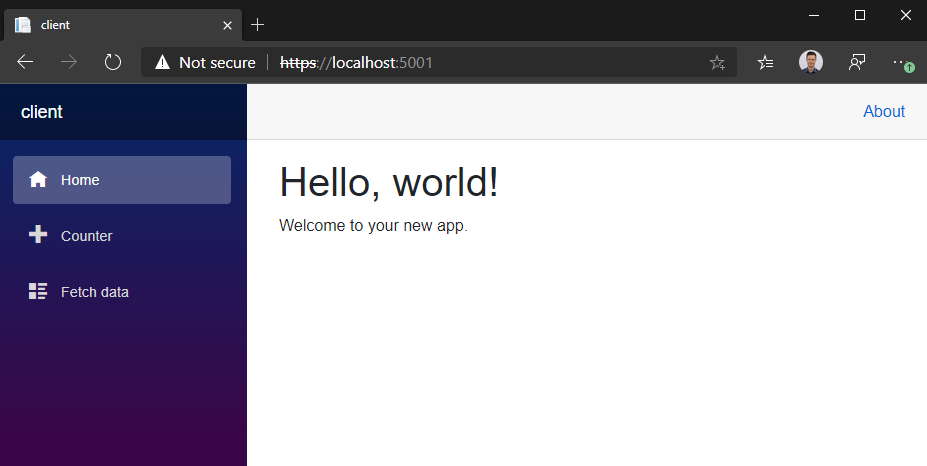 client
Not secure https://localhost:5001
client
About
Home
Counter
Fetch data
Hello, world!
Welcome to your new app.